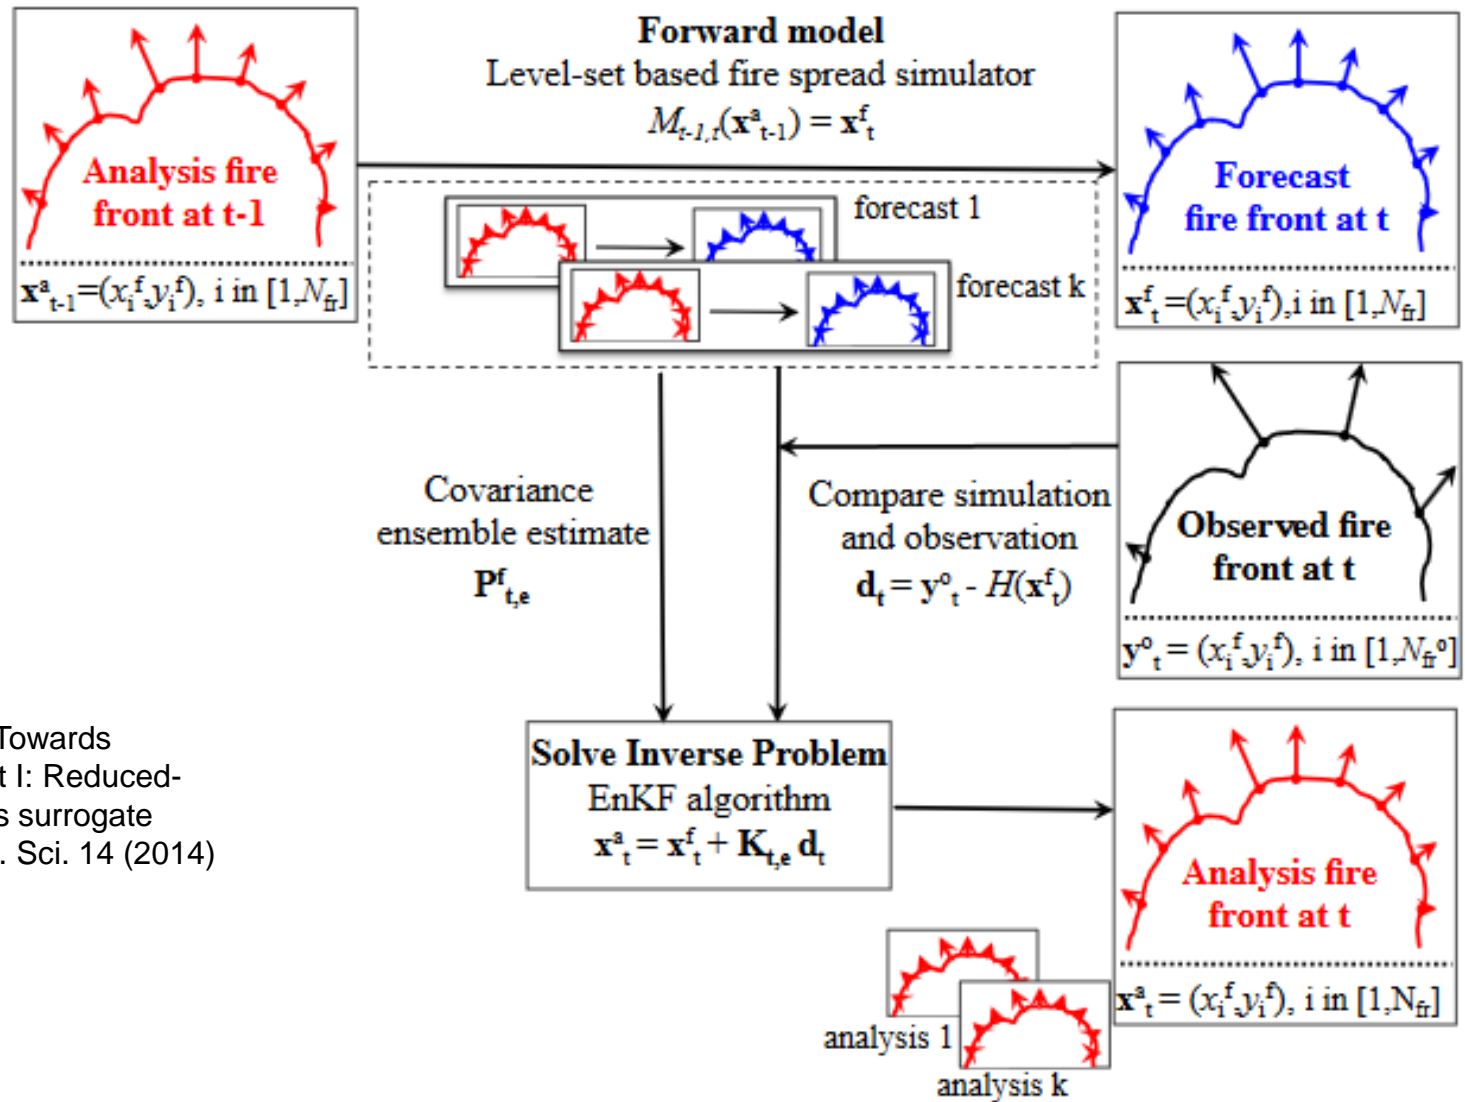 Forward model
Level-set based fire spread simulator
M_{t-1,t}(x^a_{t-1}) = x^f_t
Analysis fire
front at t-1
x^a_{t-1}=(x_i^f,y_i^f), i in [1,N_fr]
forecast 1
forecast k
Forecast
fire front at t
x^f_t=(x_i^f,y_i^f),i in [1,N_fr]
Covariance
ensemble estimate
P^f_{t,e}
Compare simulation
and observation
d_t = y^o_t - H(x^f_t)
Observed fire
front at t
y^o_t = (x_i^f,y_i^f), i in [1,N_fr^o]
Towards
t I: Reduced-
s surrogate
. Sci. 14 (2014)
Solve Inverse Problem
EnKF algorithm
x^a_t = x^f_t + K_{t,e} d_t
Analysis fire
front at t
x^a_t = (x_i^f,y_i^f), i in [1,N_fr]
analysis 1
analysis k